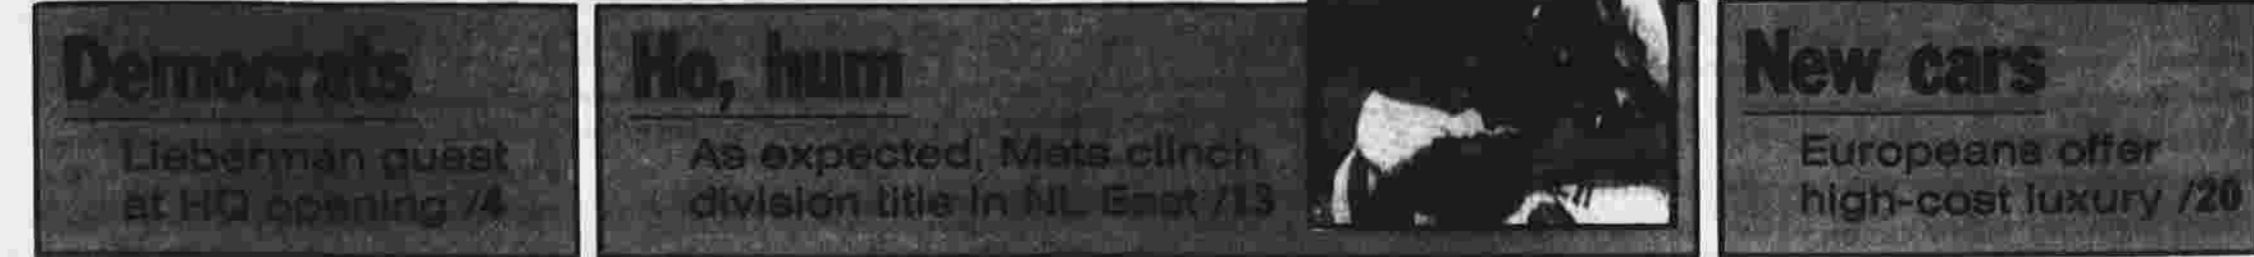 Democrats
Lieberman guest
at HQ opening /4
Ho, hum
As expected, Mets clinch
division title in NL East /13
New cars
Europeans offer
high-cost luxury /20